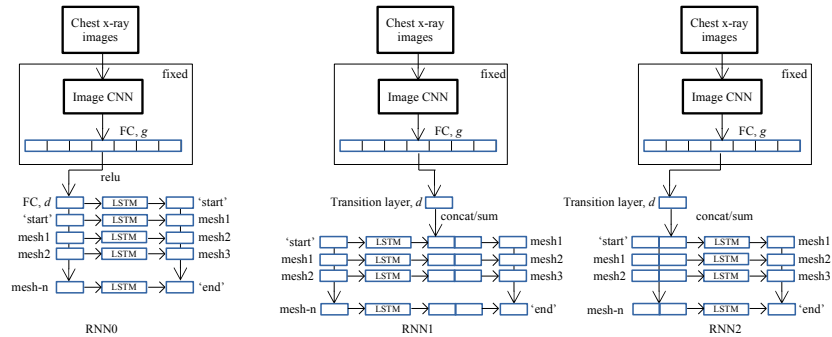 Chest x-ray
images
fixed
Image CNN
FC, g
relu
FC, d
LSTM
'start'
'start'
LSTM
mesh1
mesh1
LSTM
mesh2
mesh2
LSTM
mesh3
mesh-n
LSTM
'end'
RNN0
Chest x-ray
images
fixed
Image CNN
FC, g
Transition layer, d
concat/sum
'start'
LSTM
mesh1
mesh1
LSTM
mesh2
mesh2
LSTM
mesh3
mesh-n
LSTM
'end'
RNN1
Chest x-ray
images
fixed
Image CNN
FC, g
Transition layer, d
concat/sum
'start'
LSTM
mesh1
mesh1
LSTM
mesh2
mesh2
LSTM
mesh3
mesh-n
LSTM
'end'
RNN2